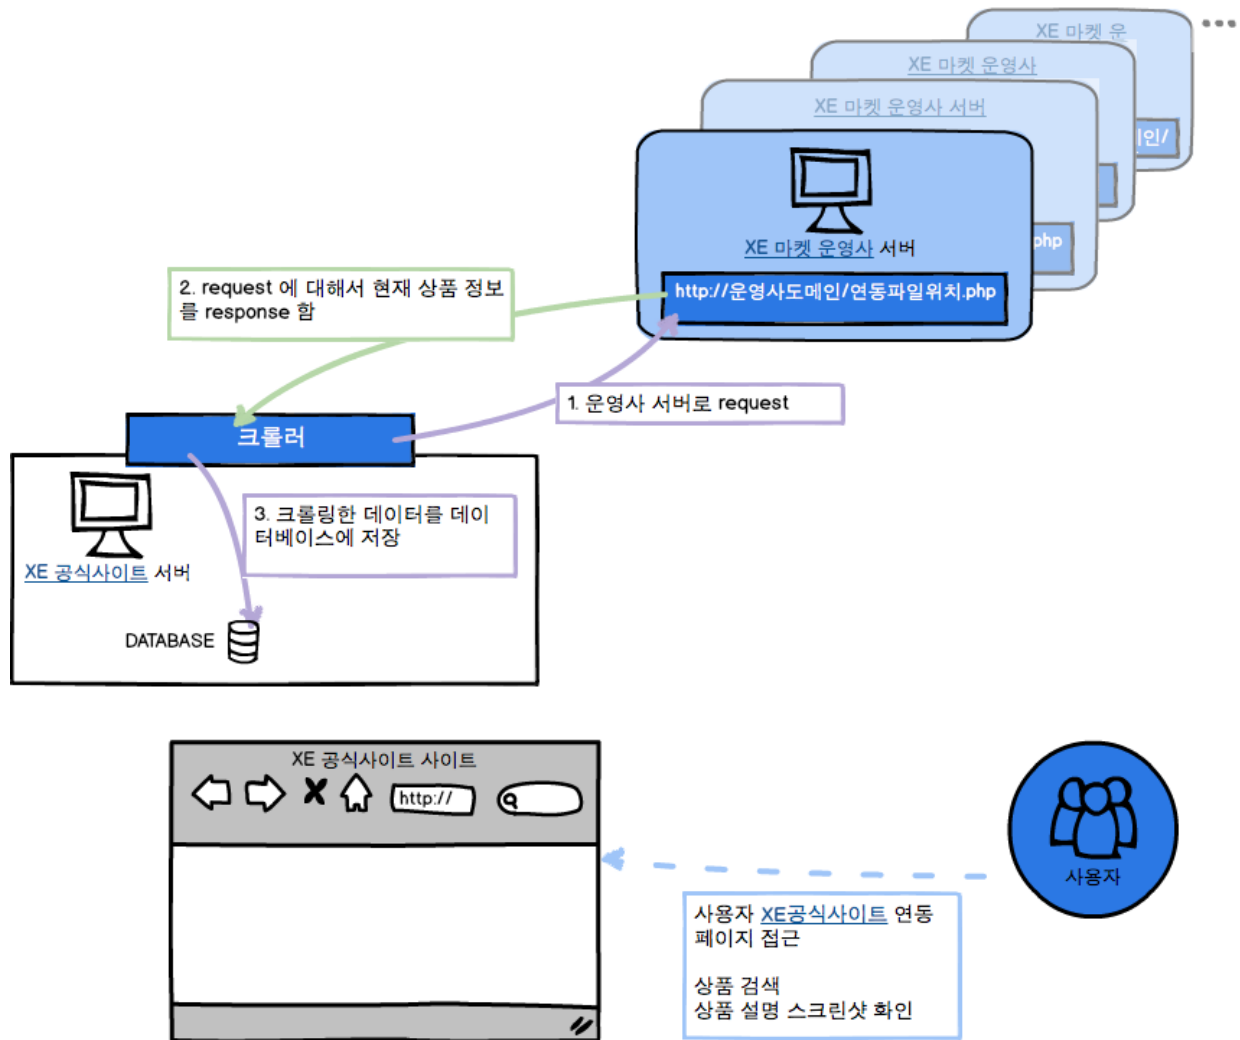 XE 마켓 운
XE 마켓 운영사
XE 마켓 운영사 서버
인/
php
XE 마켓 운영사 서버
http://운영사도메인/연동파일위치.php
2. request 에 대해서 현재 상품 정보
를 response 함
1. 운영사 서버로 request
크롤러
3. 크롤링한 데이터를 데이
터베이스에 저장
XE 공식사이트 서버
DATABASE
XE 공식사이트 사이트
http://
사용자
사용자 XE공식사이트 연동
페이지 접근
상품 검색
상품 설명 스크린샷 화인